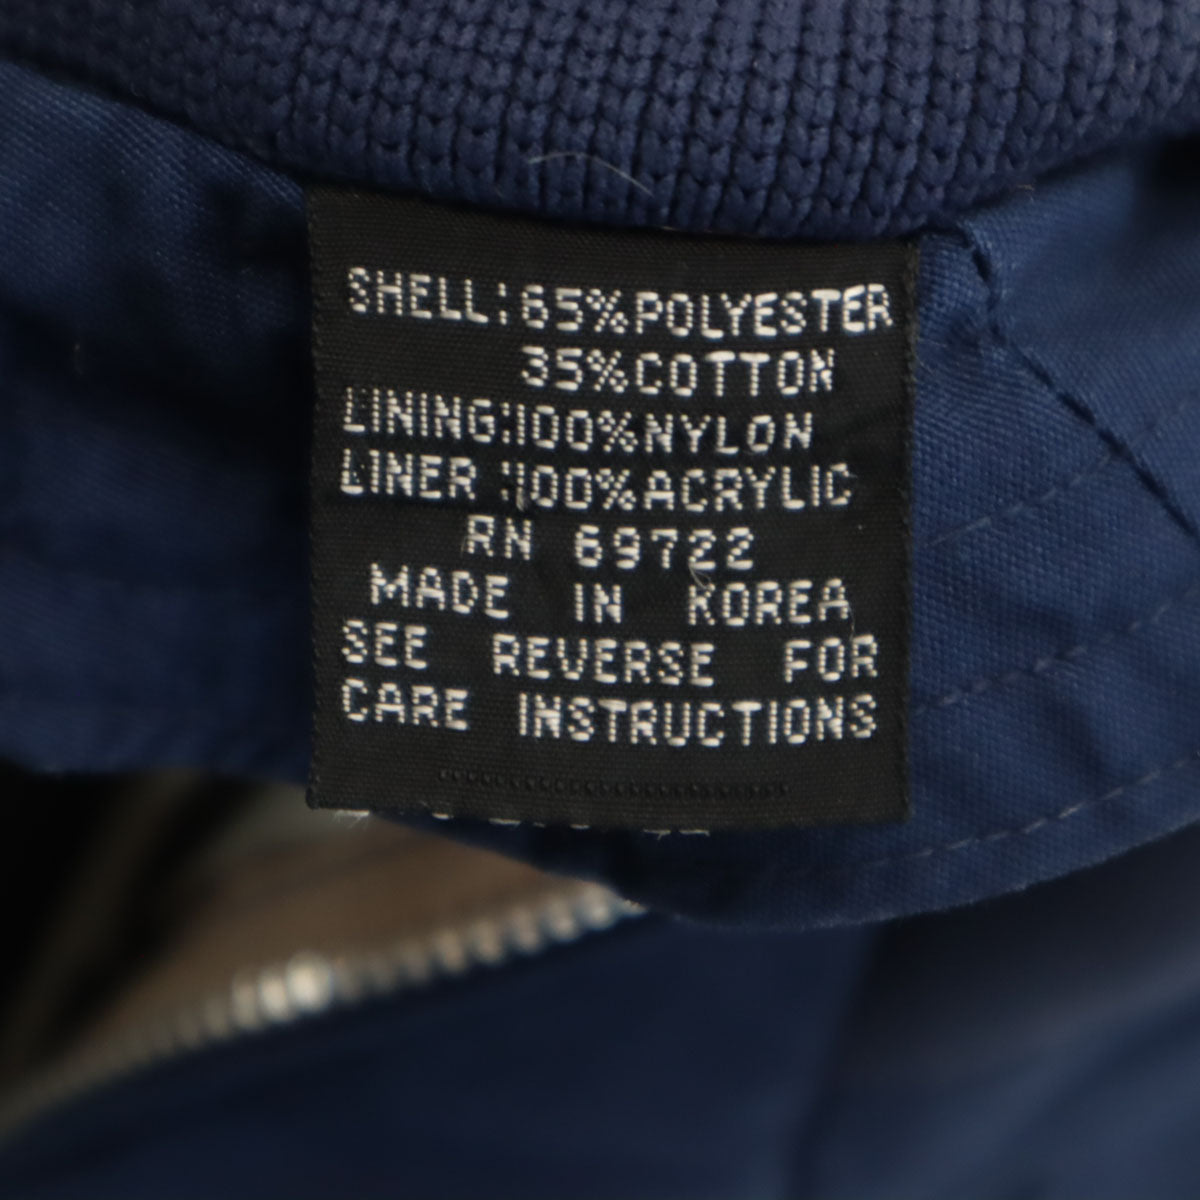 SHELL:65%POLYESTER
35%COTTON
LINING:100%NYLON
LINER :100%ACRYLIC
RN 69722
MADE IN KOREA
SEE REVERSE FOR
CARE INSTRUCTIONS